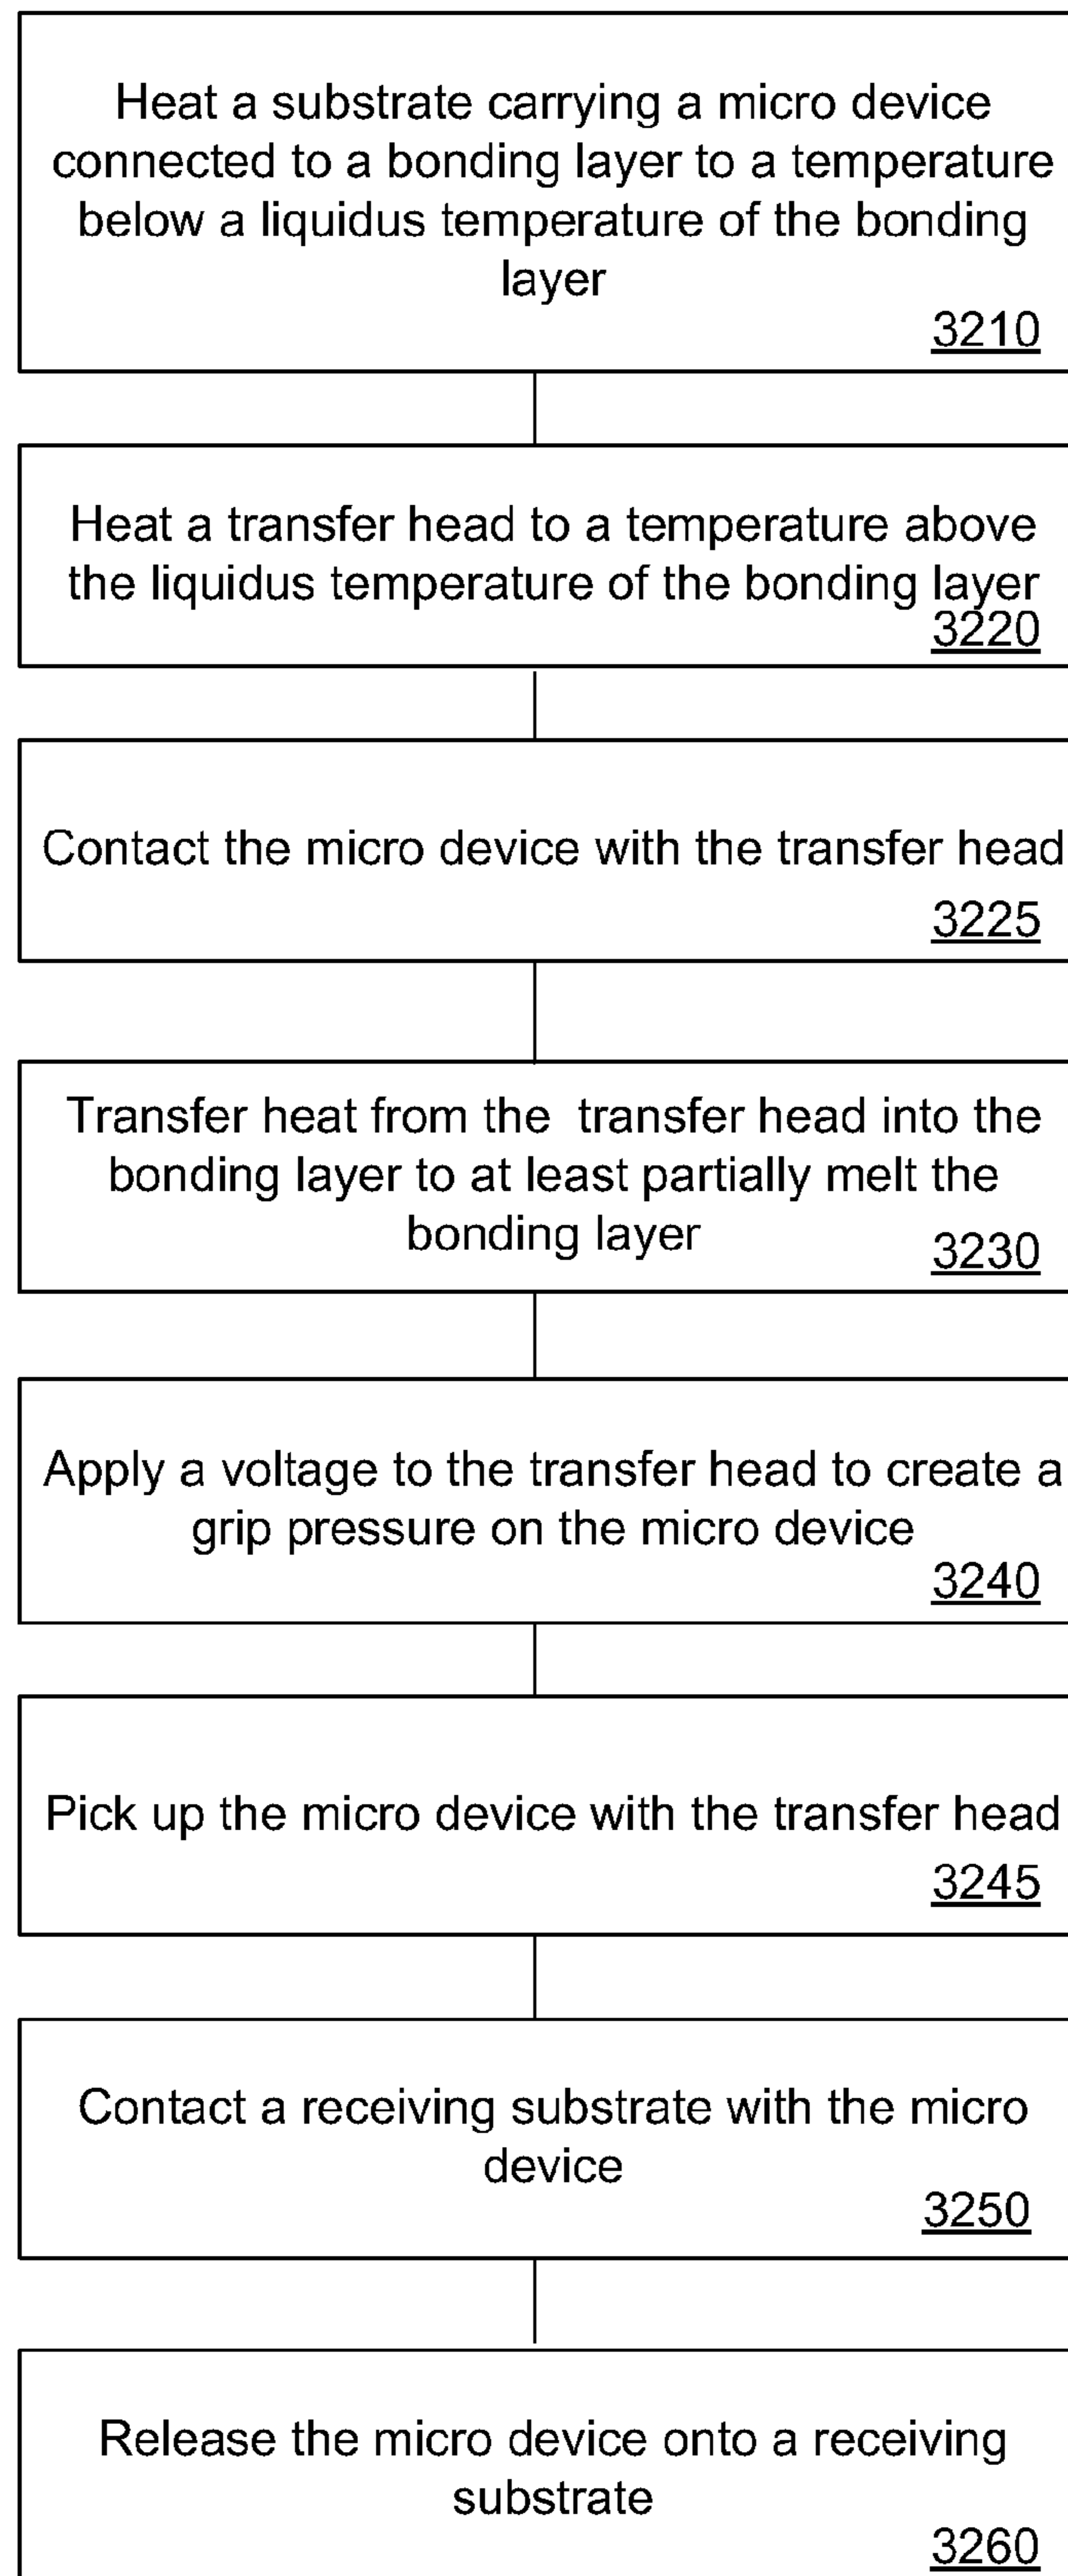 Heat a substrate carrying a micro device
connected to a bonding layer to a temperature
below a liquidus temperature of the bonding
layer
3210
Heat a transfer head to a temperature above
the liquidus temperature of the bonding layer
3220
Contact the micro device with the transfer head
3225
Transfer heat from the transfer head into the
bonding layer to at least partially melt the
bonding layer
3230
Apply a voltage to the transfer head to create a
grip pressure on the micro device
3240
Pick up the micro device with the transfer head
3245
Contact a receiving substrate with the micro
device
3250
Release the micro device onto a receiving
substrate
3260